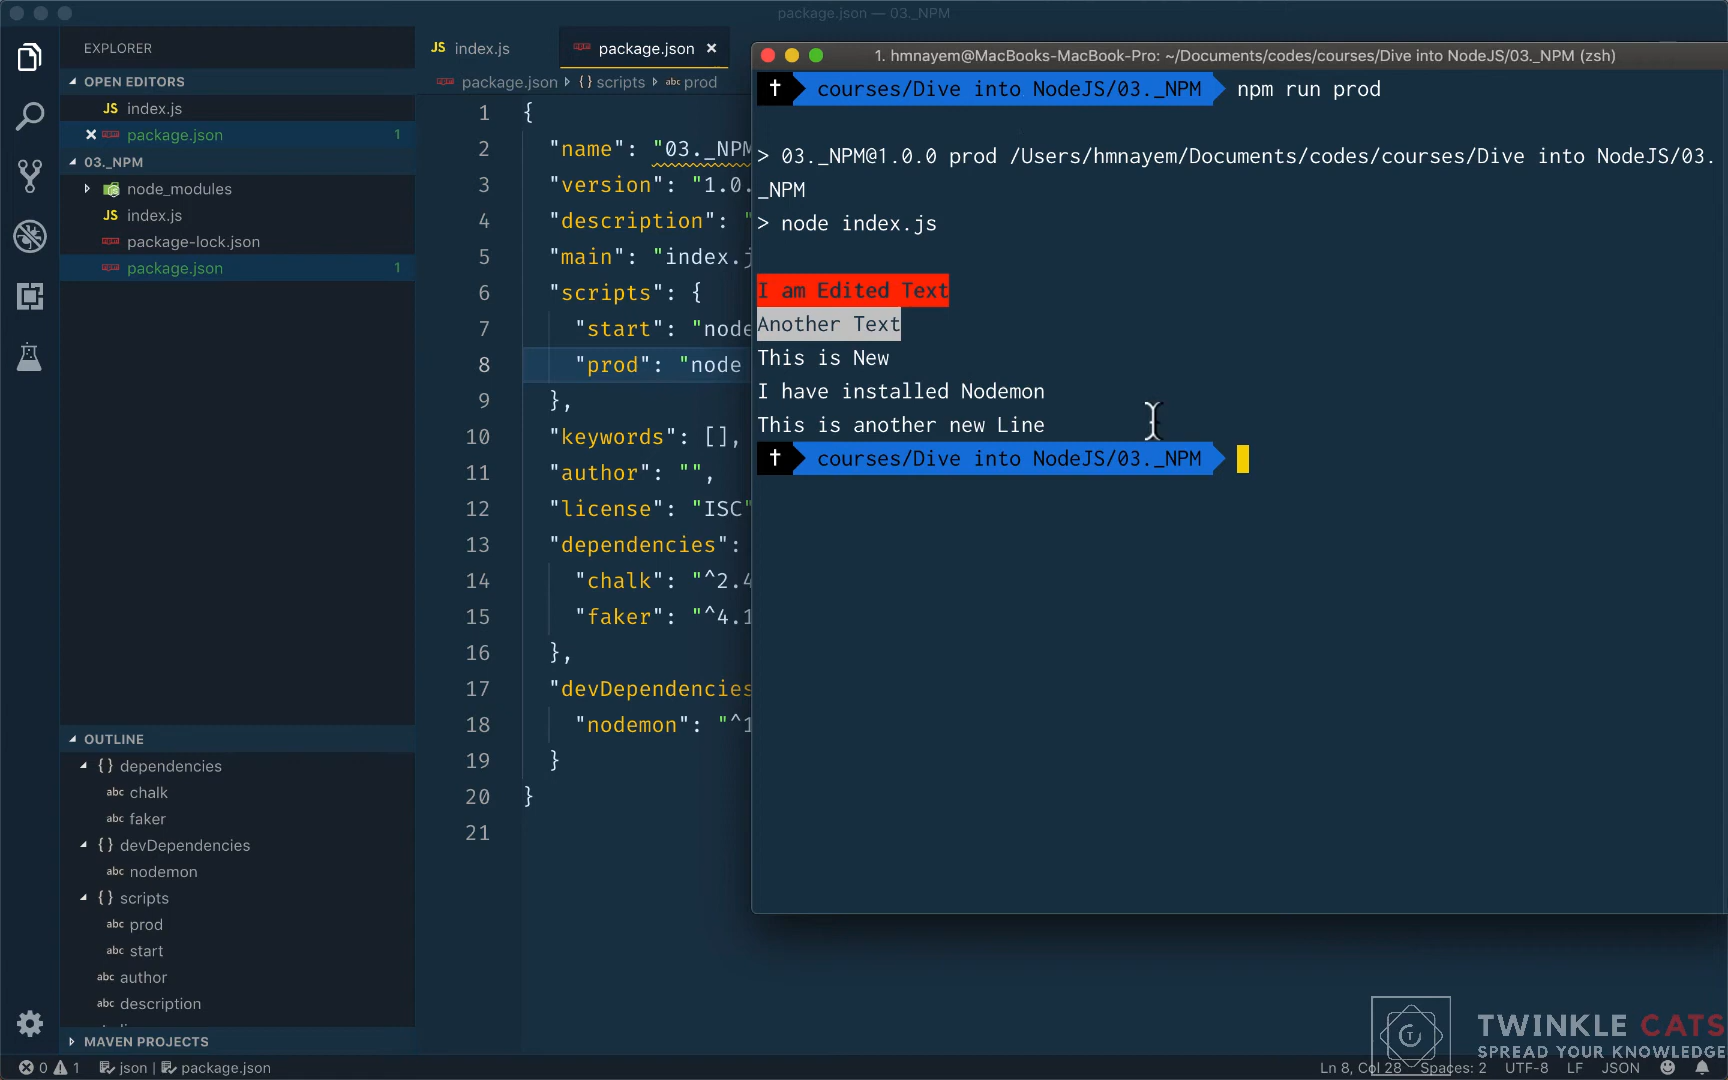 package.json — 03._NPM
EXPLORER
OPEN EDITORS
JS index.js
package.json 1
03._NPM
node_modules
JS index.js
package-lock.json
package.json 1
OUTLINE
{} dependencies
abc chalk
abc faker
{} devDependencies
abc nodemon
{} scripts
abc prod
abc start
abc author
abc description
MAVEN PROJECTS
JS index.js
package.json ×
package.json {} scripts abc prod
1 {
2 "name": "03._NPM
3 "version": "1.0.
4 "description": "
5 "main": "index.j
6 "scripts": {
7 "start": "node
8 "prod": "node
9 },
10 "keywords": [],
11 "author": "",
12 "license": "ISC"
13 "dependencies":
14 "chalk": "^2.4
15 "faker": "^4.1
16 },
17 "devDependencies
18 "nodemon": "^1
19 }
20 }
21
1. hmnayem@MacBooks-MacBook-Pro: ~/Documents/codes/courses/Dive into NodeJS/03._NPM (zsh)
† courses/Dive into NodeJS/03._NPM npm run prod
> 03._NPM@1.0.0 prod /Users/hmnayem/Documents/codes/courses/Dive into NodeJS/03.
_NPM
> node index.js
I am Edited Text
Another Text
This is New
I have installed Nodemon
This is another new Line
† courses/Dive into NodeJS/03._NPM
TWINKLE CATS
SPREAD YOUR KNOWLEDGE
0 1 json | package.json
Ln 8, Col 28 Spaces: 2 UTF-8 LF JSON